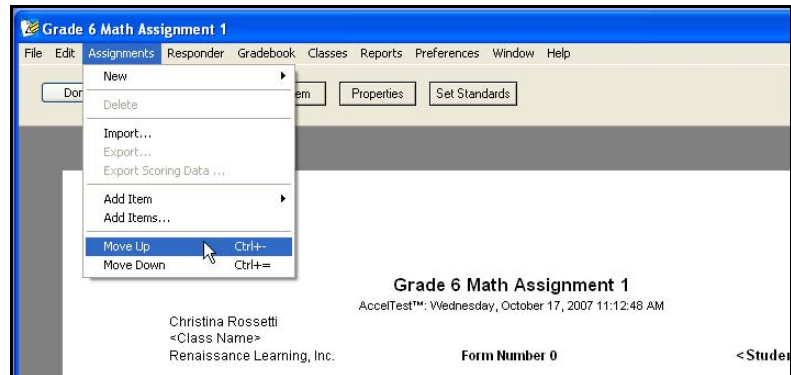 Grade 6 Math Assignment 1
File Edit Assignments Responder Gradebook Classes Reports Preferences Window Help
New
Delete
Import...
Export...
Export Scoring Data ...
Add Item
Add Items...
Move Up Ctrl+-
Move Down Ctrl+=
Properties Set Standards
Grade 6 Math Assignment 1
AccelTest™: Wednesday, October 17, 2007 11:12:48 AM
Christina Rossetti
<Class Name>
Renaissance Learning, Inc. Form Number 0